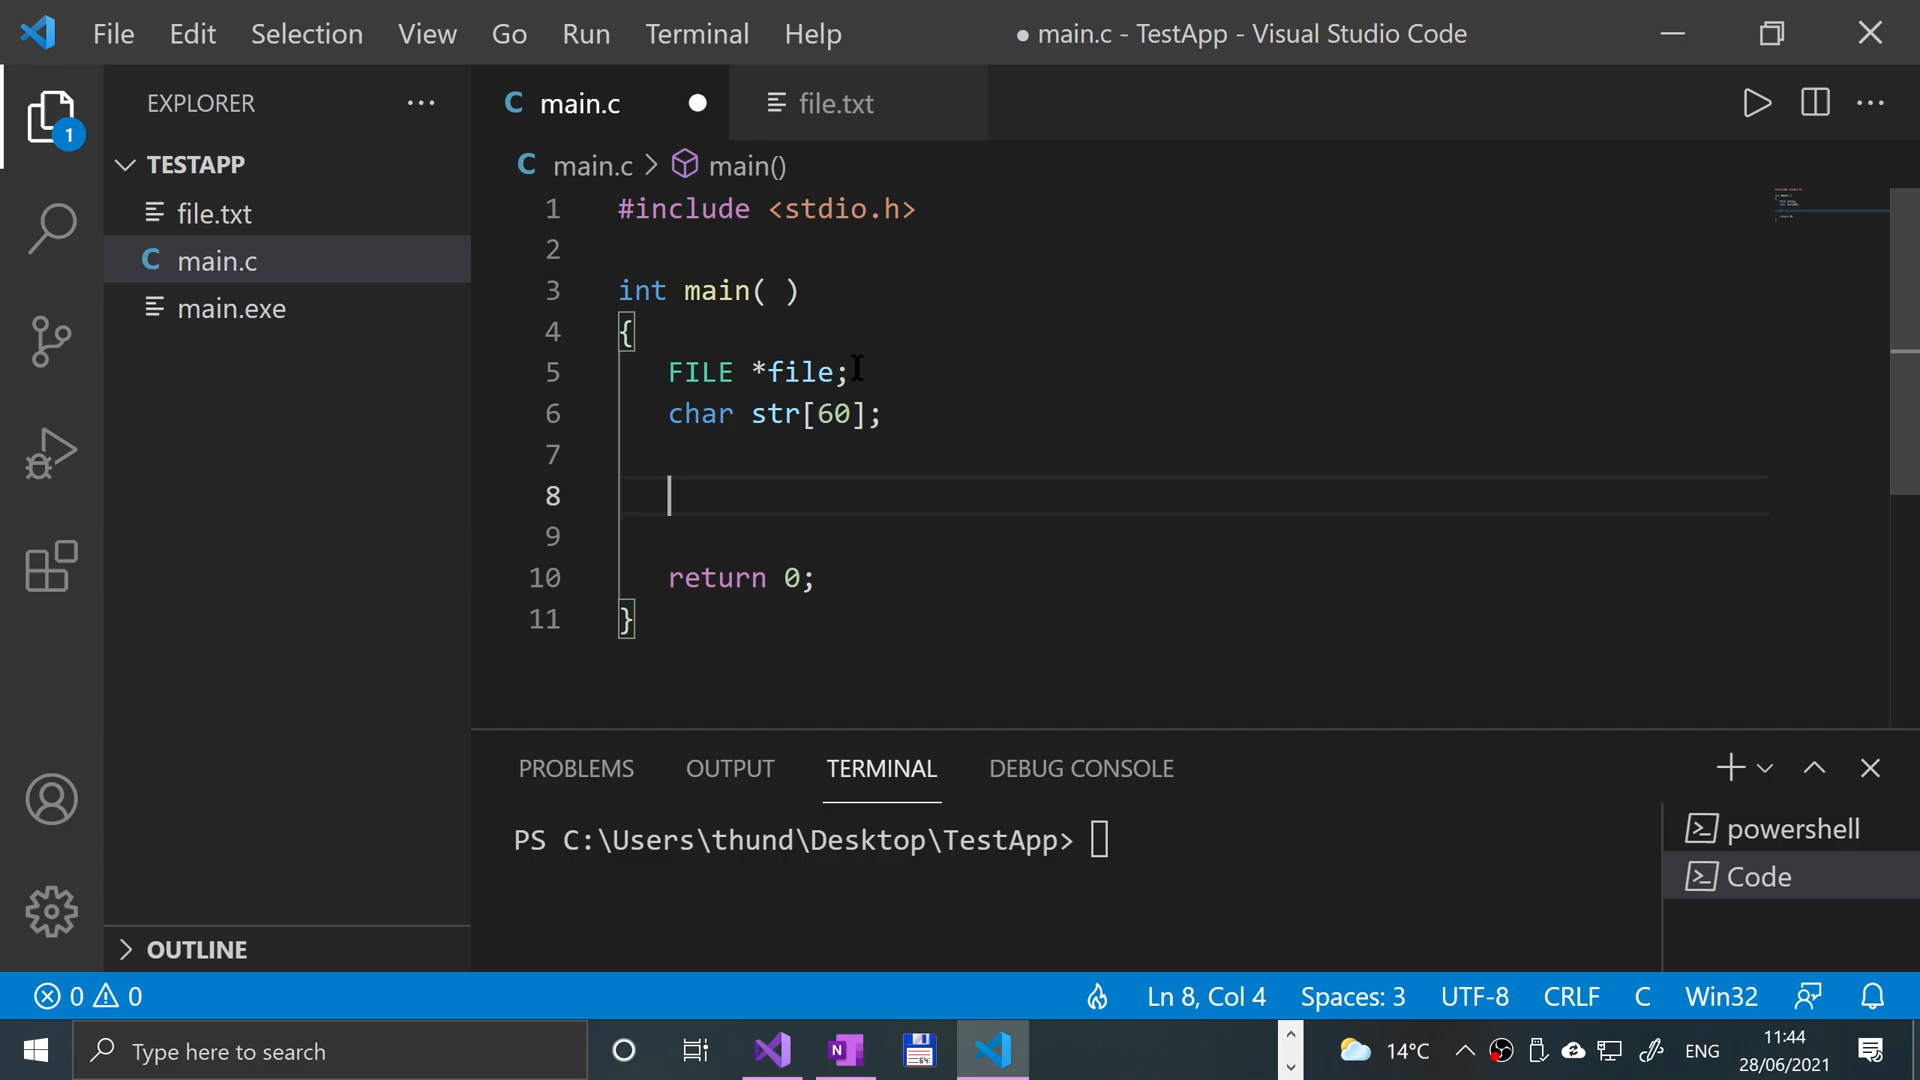 File Edit Selection View Go Run Terminal Help
● main.c - TestApp - Visual Studio Code
EXPLORER
1
TESTAPP
file.txt
C main.c
main.exe
OUTLINE
C main.c
file.txt
C main.c > main()
1 #include <stdio.h>
2
3 int main( )
4 {
5 FILE *file;
6 char str[60];
7
8
9
10 return 0;
11 }
PROBLEMS OUTPUT TERMINAL DEBUG CONSOLE
PS C:\Users\thund\Desktop\TestApp>
powershell
Code
0 0
Ln 8, Col 4 Spaces: 3 UTF-8 CRLF C Win32
Type here to search
N
64
14°C
ENG
11:44
28/06/2021